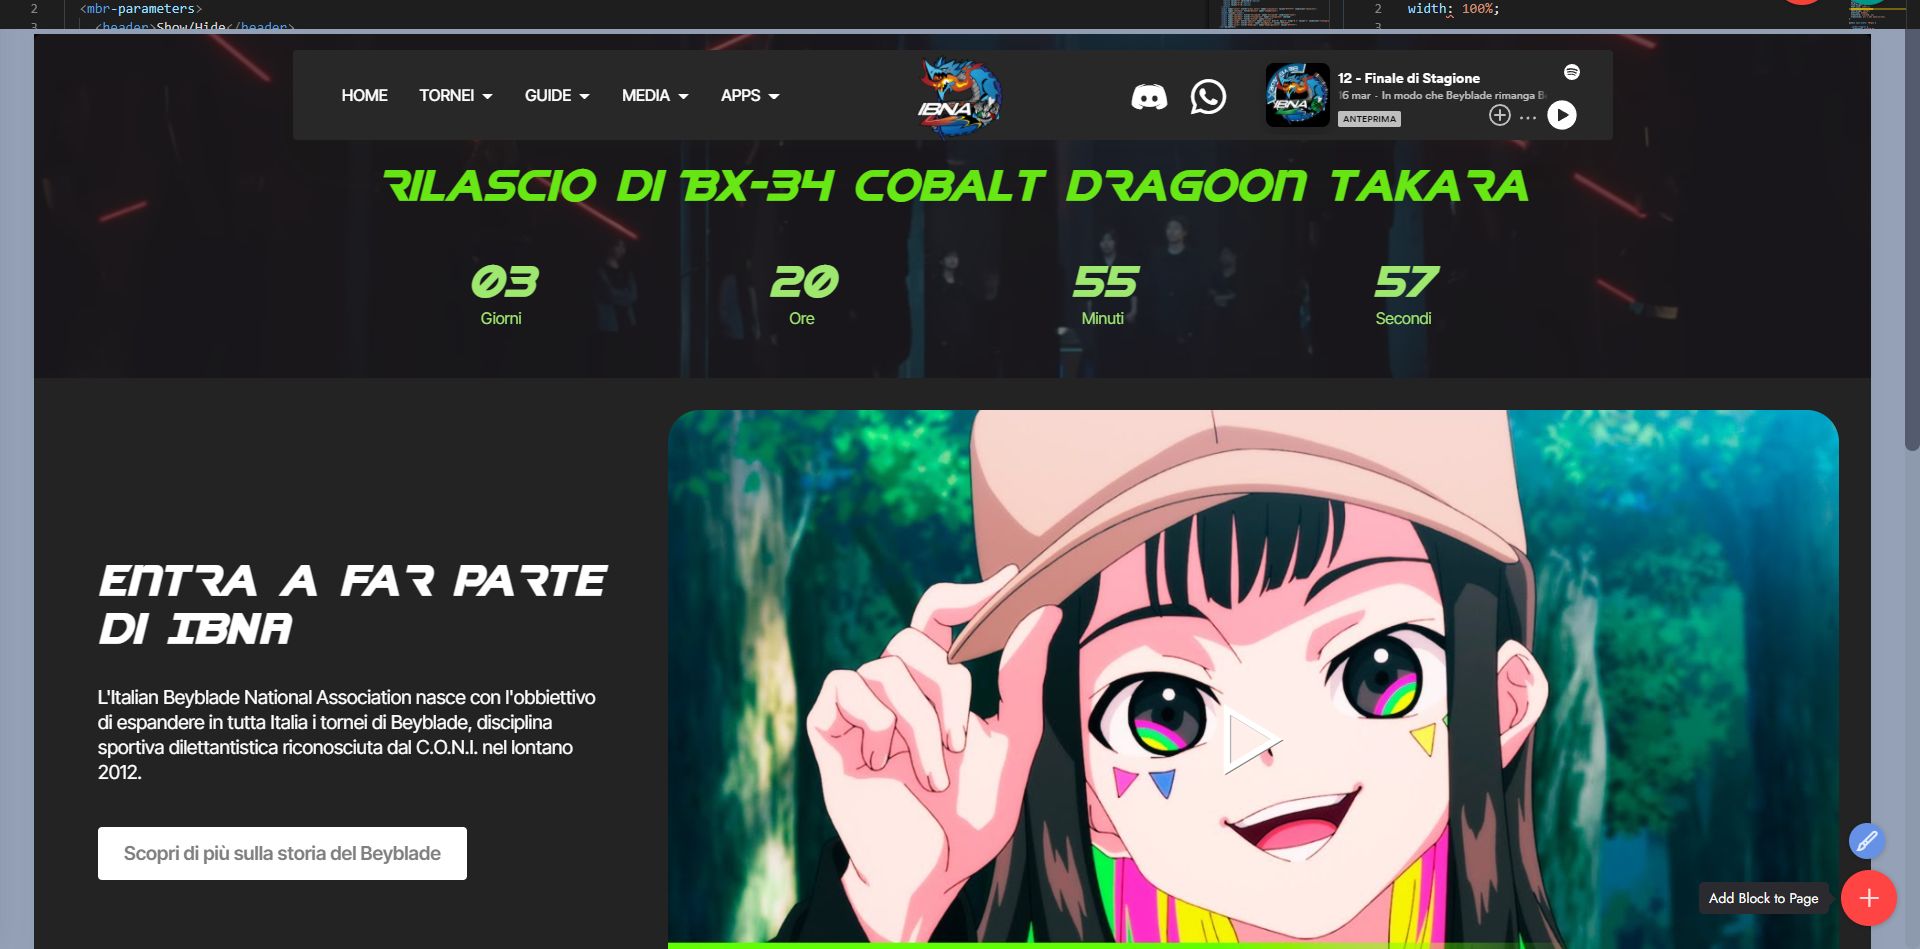 2
<mbr-parameters>
3
<header>Show/Hide</header>
2
width: 100%;
3
HOME
TORNEI
GUIDE
MEDIA
APPS
IBNA
IBNA
12 - Finale di Stagione
16 mar - In modo che Beyblade rimanga
ANTEPRIMA
RILASCIO DI BX-34 COBALT DRAGOON TAKARA
03
20
55
57
Giorni
Ore
Minuti
Secondi
ENTRA A FAR PARTE
DI IBNA
L'Italian Beyblade National Association nasce con l'obbiettivo
di espandere in tutta Italia i tornei di Beyblade, disciplina
sportiva dilettantistica riconosciuta dal C.O.N.I. nel lontano
2012.
Scopri di più sulla storia del Beyblade
Add Block to Page